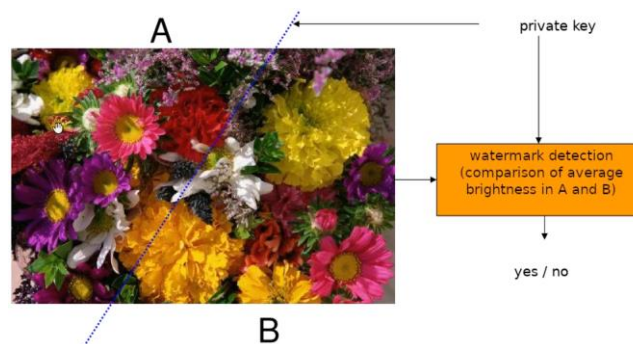 A
private key
watermark detection
(comparison of average
brightness in A and B)
yes / no
B